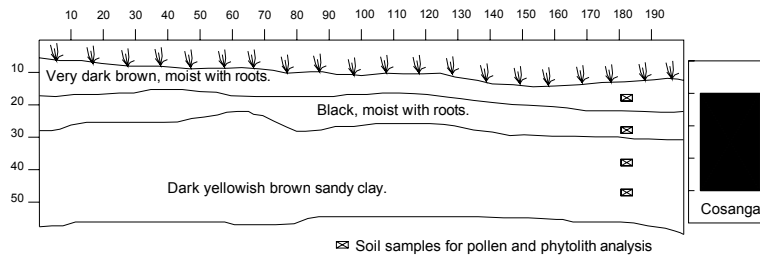 10 20 30 40 50 60 70 80 90 100 110 120 130 140 150 160 170 180 190
10
Very dark brown, moist with roots.
20
Black, moist with roots.
30
40
Dark yellowish brown sandy clay.
50
Cosanga
Soil samples for pollen and phytolith analysis